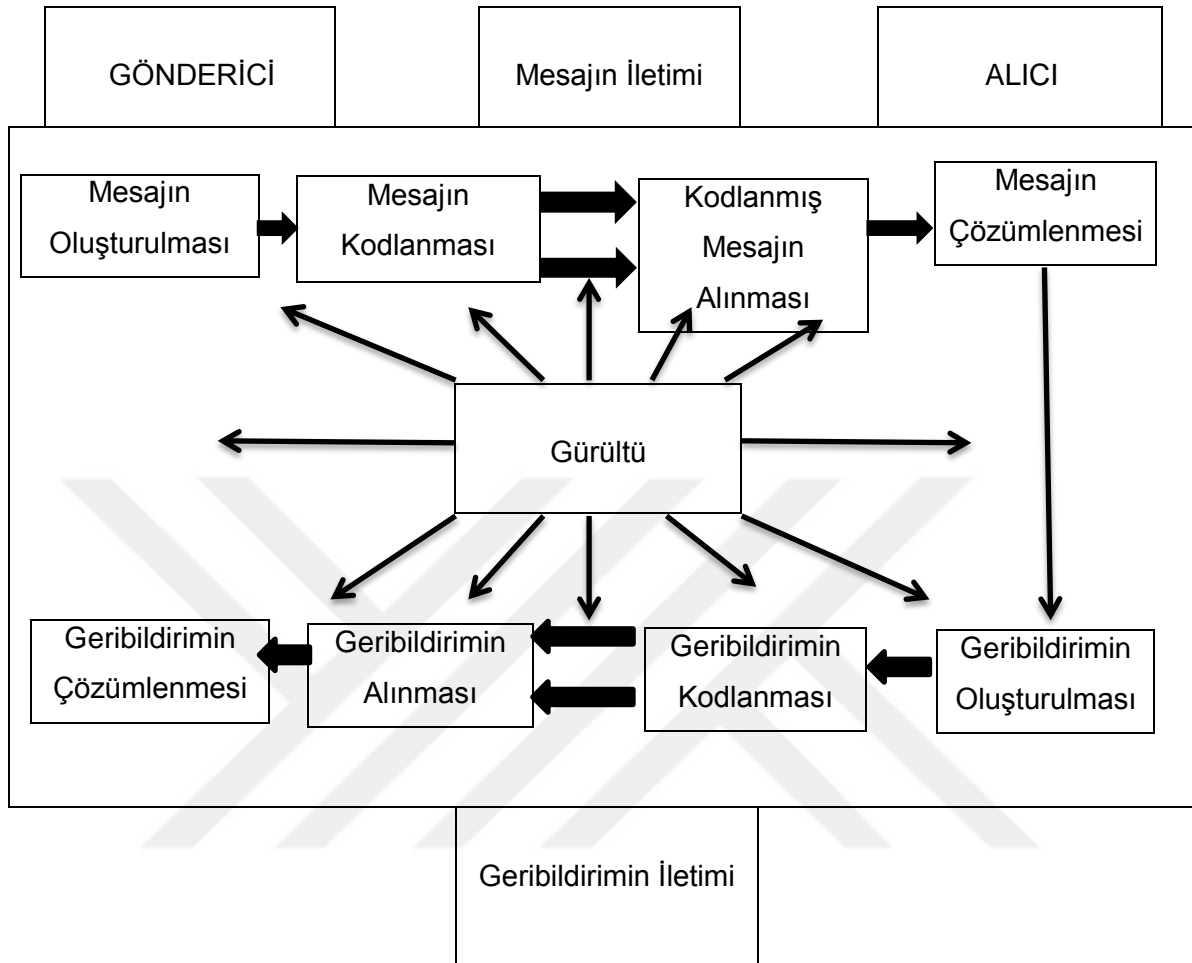 GÖNDERİCİ
Mesajın İletimi
ALICI
Mesajın
Oluşturulması
Mesajın
Kodlanması
Kodlanmış
Mesajın
Alınması
Mesajın
Çözümlenmesi
Gürültü
Geribildirimin
Çözümlenmesi
Geribildirimin
Alınması
Geribildirimin
Kodlanması
Geribildirimin
Oluşturulması
Geribildirimin İletimi